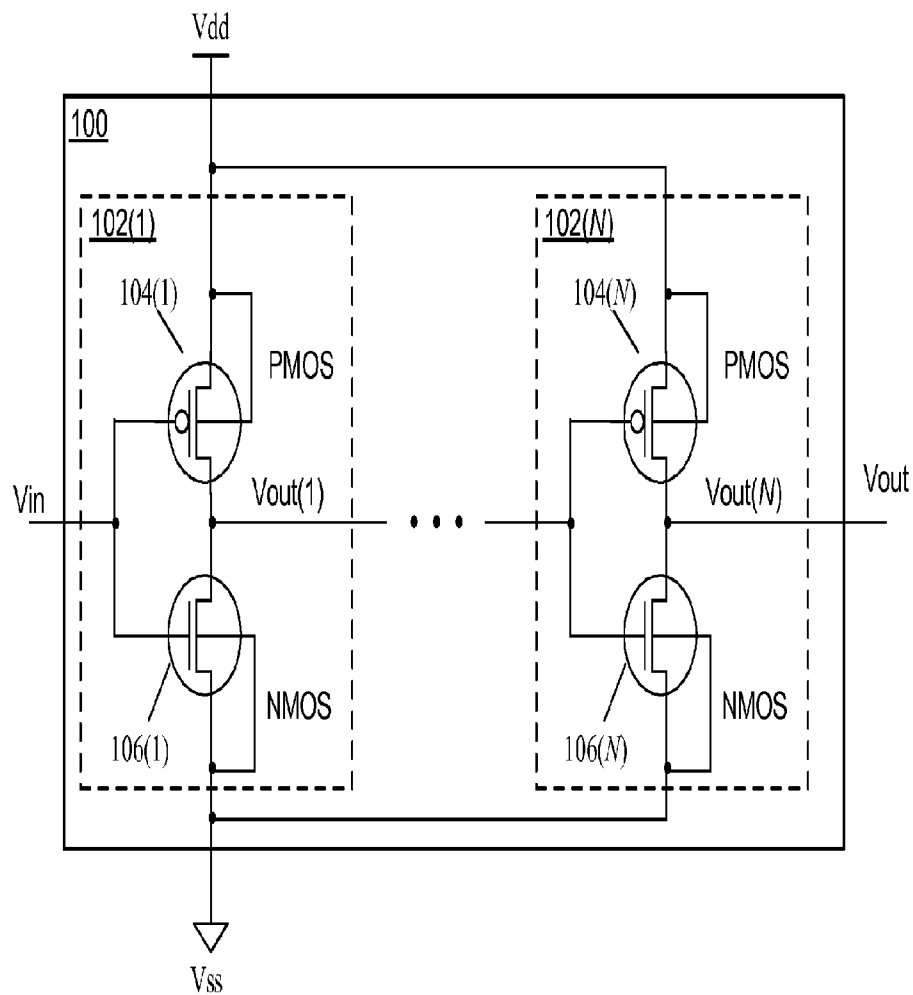 Vdd
100
102(1)
102(N)
104(1)
104(N)
PMOS
PMOS
Vin
Vout(1)
Vout(N)
Vout
NMOS
NMOS
106(1)
106(N)
Vss